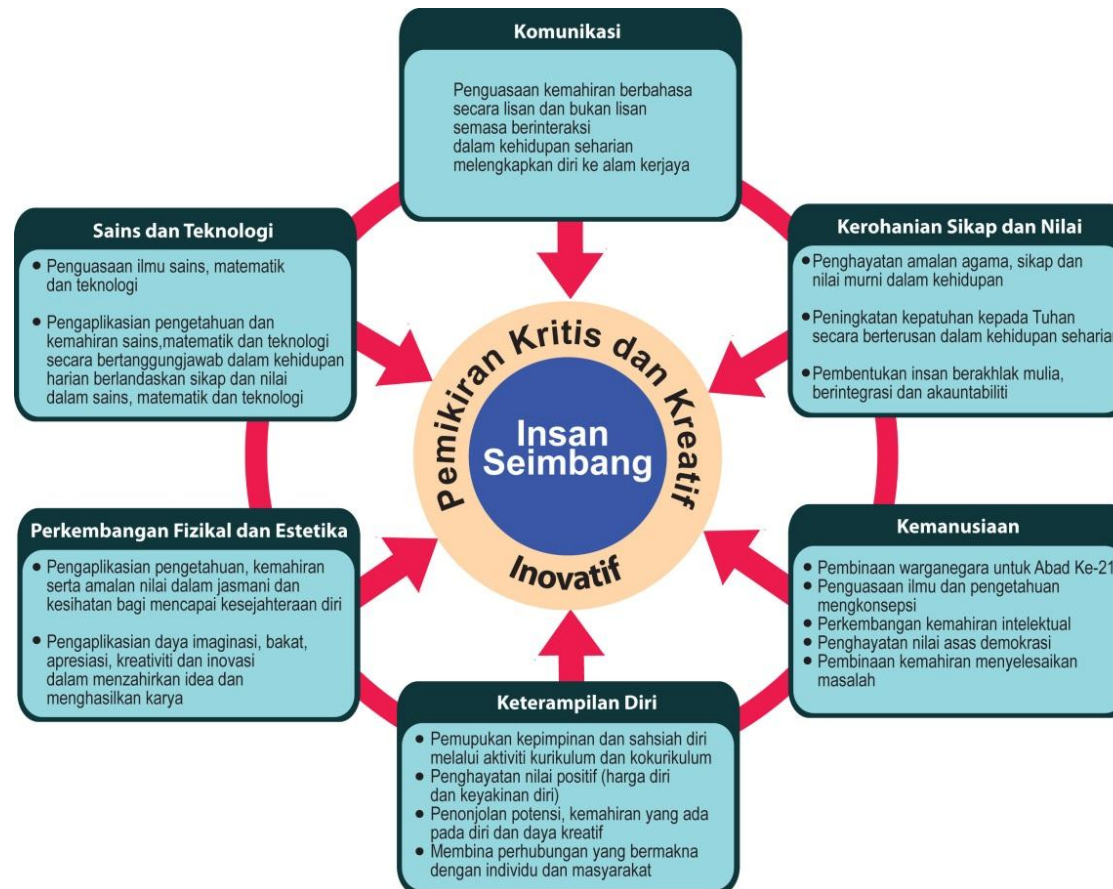 Komunikasi
Penguasaan kemahiran berbahasa
secara lisan dan bukan lisan
semasa berinteraksi
dalam kehidupan seharian
melengkapkan diri ke alam kerjaya
Sains dan Teknologi
● Penguasaan ilmu sains, matematik
dan teknologi
● Pengaplikasian pengetahuan dan
kemahiran sains,matematik dan teknologi
secara bertanggungjawab dalam kehidupan
harian berlandaskan sikap dan nilai
dalam sains, matematik dan teknologi
Kerohanian Sikap dan Nilai
● Penghayatan amalan agama, sikap dan
nilai murni dalam kehidupan
● Peningkatan kepatuhan kepada Tuhan
secara berterusan dalam kehidupan seharian
● Pembentukan insan berakhlak mulia,
berintegrasi dan akauntabiliti
Pemikiran Kritis dan Kreatif
Insan
Seimbang
Inovatif
Perkembangan Fizikal dan Estetika
● Pengaplikasian pengetahuan, kemahiran
serta amalan nilai dalam jasmani dan
kesihatan bagi mencapai kesejahteraan diri
● Pengaplikasian daya imaginasi, bakat,
apresiasi, kreativiti dan inovasi
dalam menzahirkan idea dan
menghasilkan karya
Kemanusiaan
● Pembinaan warganegara untuk Abad Ke-21
● Penguasaan ilmu dan pengetahuan
mengkonsepsi
● Perkembangan kemahiran intelektual
● Penghayatan nilai asas demokrasi
● Pembinaan kemahiran menyelesaikan
masalah
Keterampilan Diri
● Pemupukan kepimpinan dan sahsiah diri
melalui aktiviti kurikulum dan kokurikulum
● Penghayatan nilai positif (harga diri
dan keyakinan diri)
● Penonjolan potensi, kemahiran yang ada
pada diri dan daya kreatif
● Membina perhubungan yang bermakna
dengan individu dan masyarakat